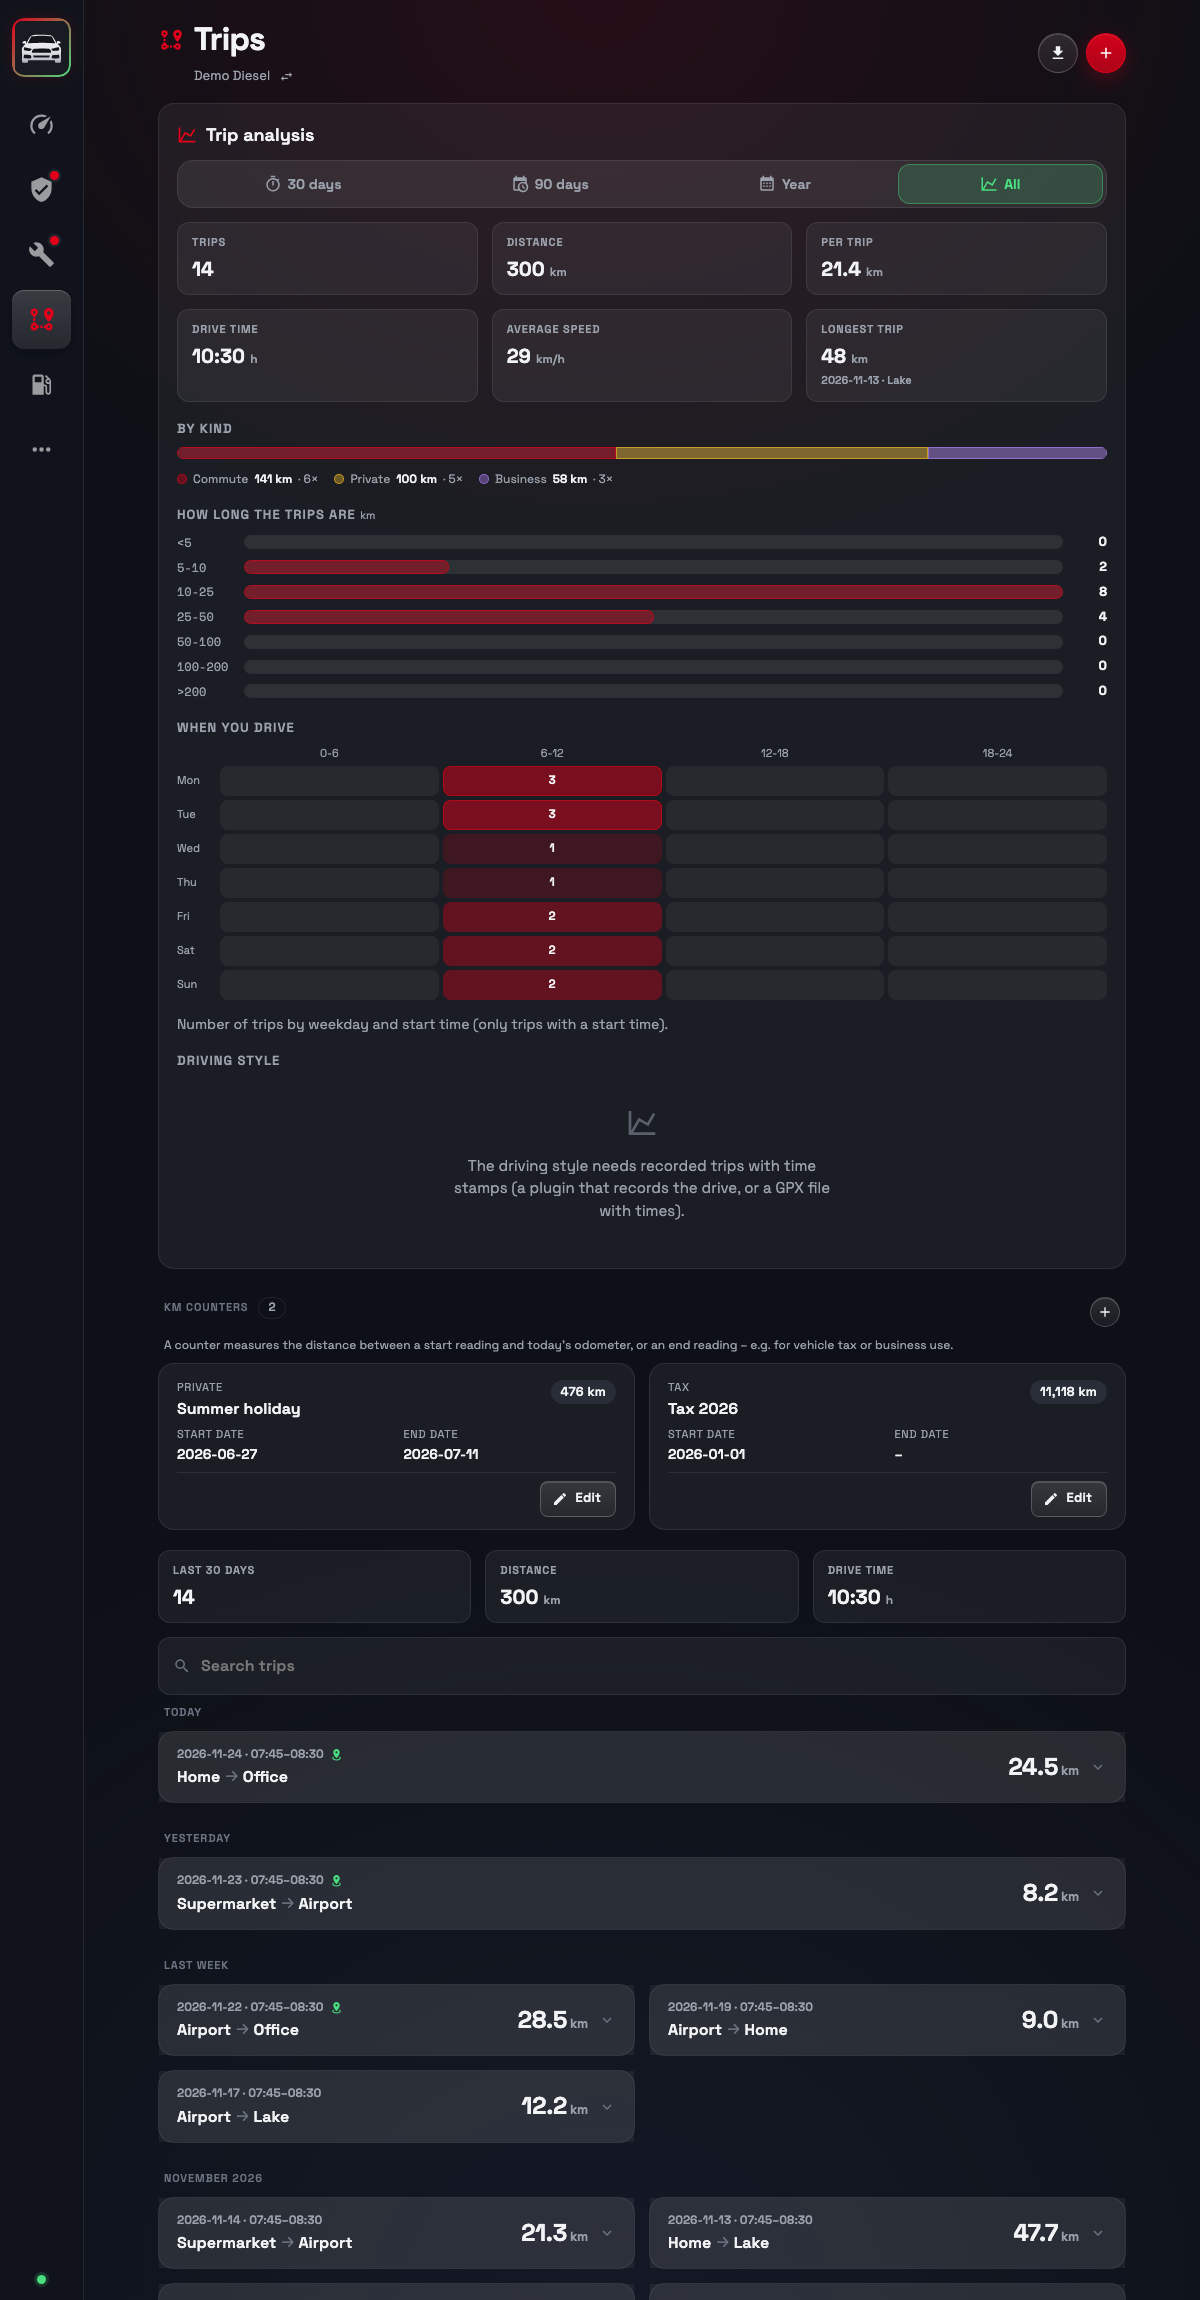 Trips
Demo Diesel
Trip analysis
30 days
90 days
Year
All
TRIPS
14
DISTANCE
300 km
PER TRIP
21.4 km
DRIVE TIME
10:30 h
AVERAGE SPEED
29 km/h
LONGEST TRIP
48 km
2026-11-13 · Lake
BY KIND
Commute 141 km · 6×
Private 100 km · 5×
Business 58 km · 3×
HOW LONG THE TRIPS ARE km
<5 0
5-10 2
10-25 8
25-50 4
50-100 0
100-200 0
>200 0
WHEN YOU DRIVE
0-6 6-12 12-18 18-24
Mon 3
Tue 3
Wed 1
Thu 1
Fri 2
Sat 2
Sun 2
Number of trips by weekday and start time (only trips with a start time).
DRIVING STYLE
The driving style needs recorded trips with time
stamps (a plugin that records the drive, or a GPX file
with times).
KM COUNTERS 2
A counter measures the distance between a start reading and today's odometer, or an end reading – e.g. for vehicle tax or business use.
PRIVATE
476 km
Summer holiday
START DATE END DATE
2026-06-27 2026-07-11
Edit
TAX
11,118 km
Tax 2026
START DATE END DATE
2026-01-01 –
Edit
LAST 30 DAYS
14
DISTANCE
300 km
DRIVE TIME
10:30 h
Search trips
TODAY
2026-11-24 · 07:45–08:30
Home → Office
24.5 km
YESTERDAY
2026-11-23 · 07:45–08:30
Supermarket → Airport
8.2 km
LAST WEEK
2026-11-22 · 07:45–08:30
Airport → Office
28.5 km
2026-11-19 · 07:45–08:30
Airport → Home
9.0 km
2026-11-17 · 07:45–08:30
Airport → Lake
12.2 km
NOVEMBER 2026
2026-11-14 · 07:45–08:30
Supermarket → Airport
21.3 km
2026-11-13 · 07:45–08:30
Home → Lake
47.7 km